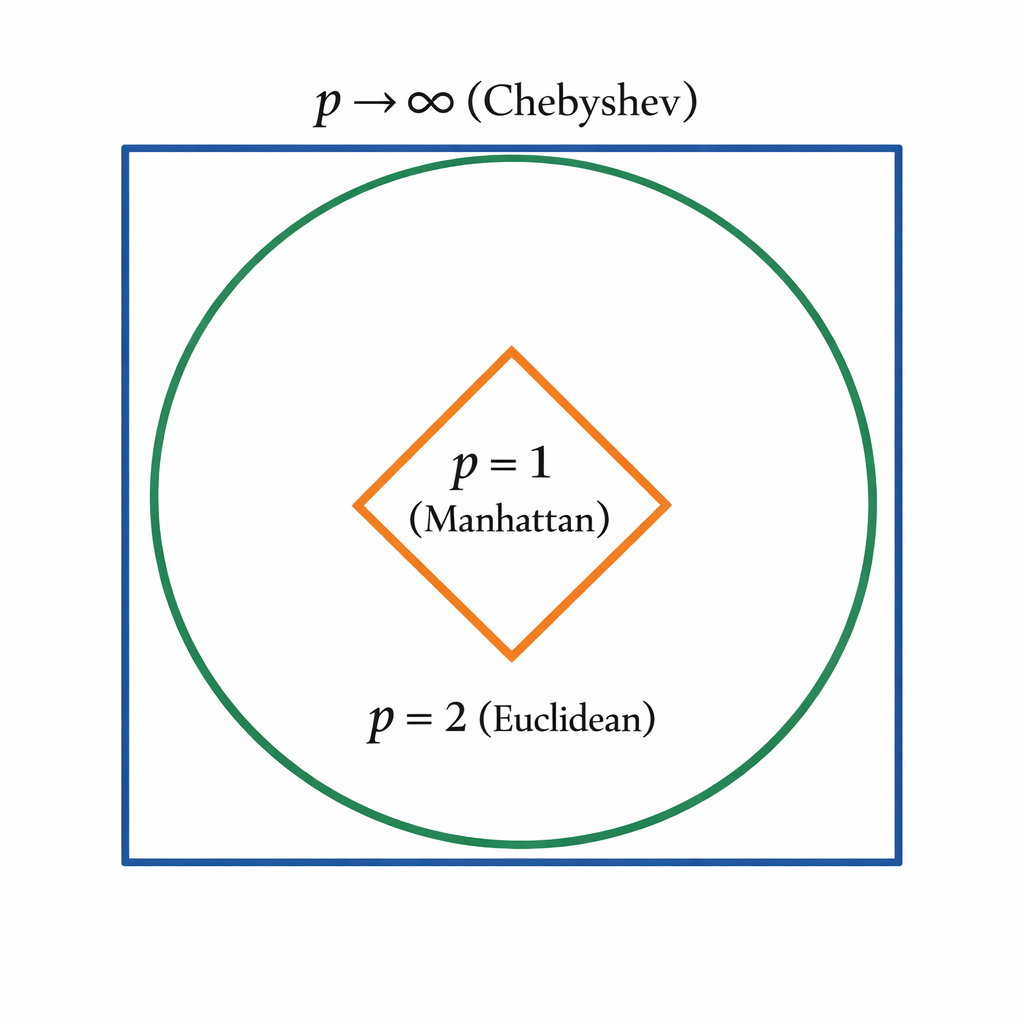 p → ∞ (Chebyshev)
p = 1
(Manhattan)
p = 2 (Euclidean)